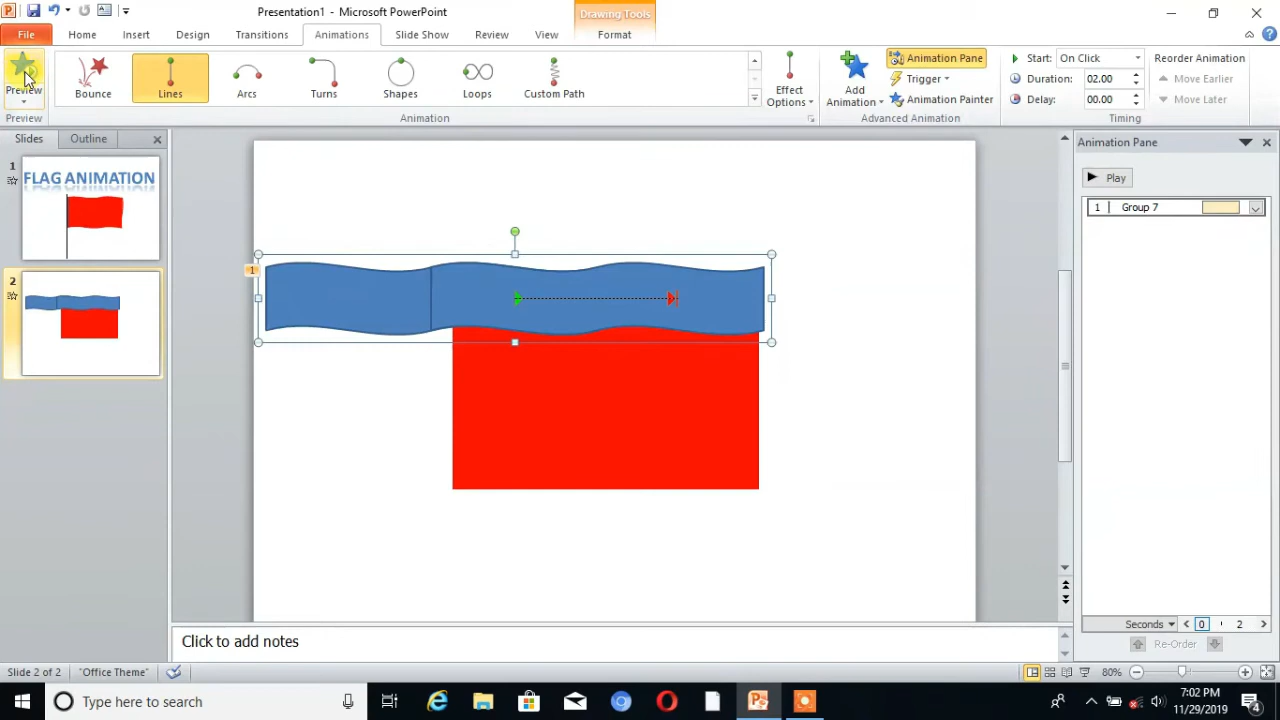 Presentation1 - Microsoft PowerPoint
Drawing Tools
File
Home
Insert
Design
Transitions
Animations
Slide Show
Review
View
Format
Preview
Bounce
Lines
Arcs
Turns
Shapes
Loops
Custom Path
Effect Options
Add Animation
Animation Pane
Trigger
Animation Painter
Start: On Click
Duration: 02.00
Delay: 00.00
Reorder Animation
Move Earlier
Move Later
Preview
Animation
Advanced Animation
Timing
Slides
Outline
1
FLAG ANIMATION
2
1
Animation Pane
Play
1 Group 7
Seconds 0 2
Re-Order
Click to add notes
Slide 2 of 2
"Office Theme"
80%
Type here to search
7:02 PM
11/29/2019
4